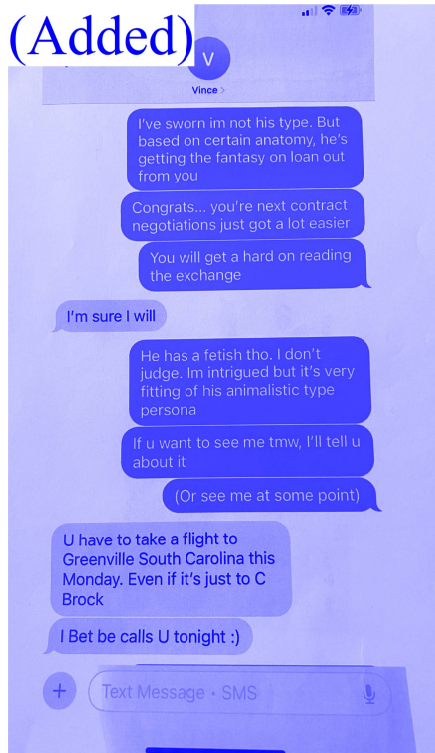 (Added)
V
Vince >
I've sworn im not his type. But
based on certain anatomy, he's
getting the fantasy on loan out
from you
Congrats... you're next contract
negotiations just got a lot easier
You will get a hard on reading
the exchange
I'm sure I will
He has a fetish tho. I don't
judge. Im intrigued but it's very
fitting of his animalistic type
persona
If u want to see me tmw, I'll tell u
about it
(Or see me at some point)
U have to take a flight to
Greenville South Carolina this
Monday. Even if it's just to C
Brock
I Bet be calls U tonight :)
+
Text Message • SMS